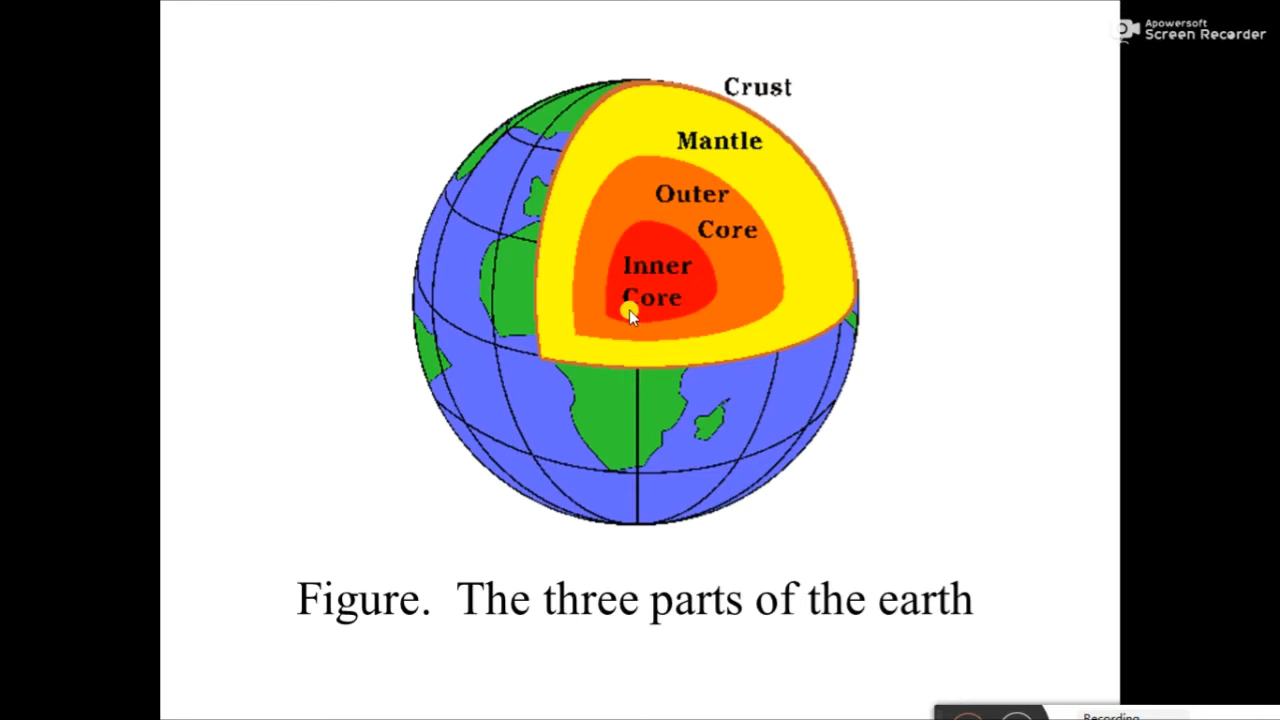 Apowersoft
Screen Recorder
Crust
Mantle
Outer
Core
Inner
Core
Figure. The three parts of the earth
Recording